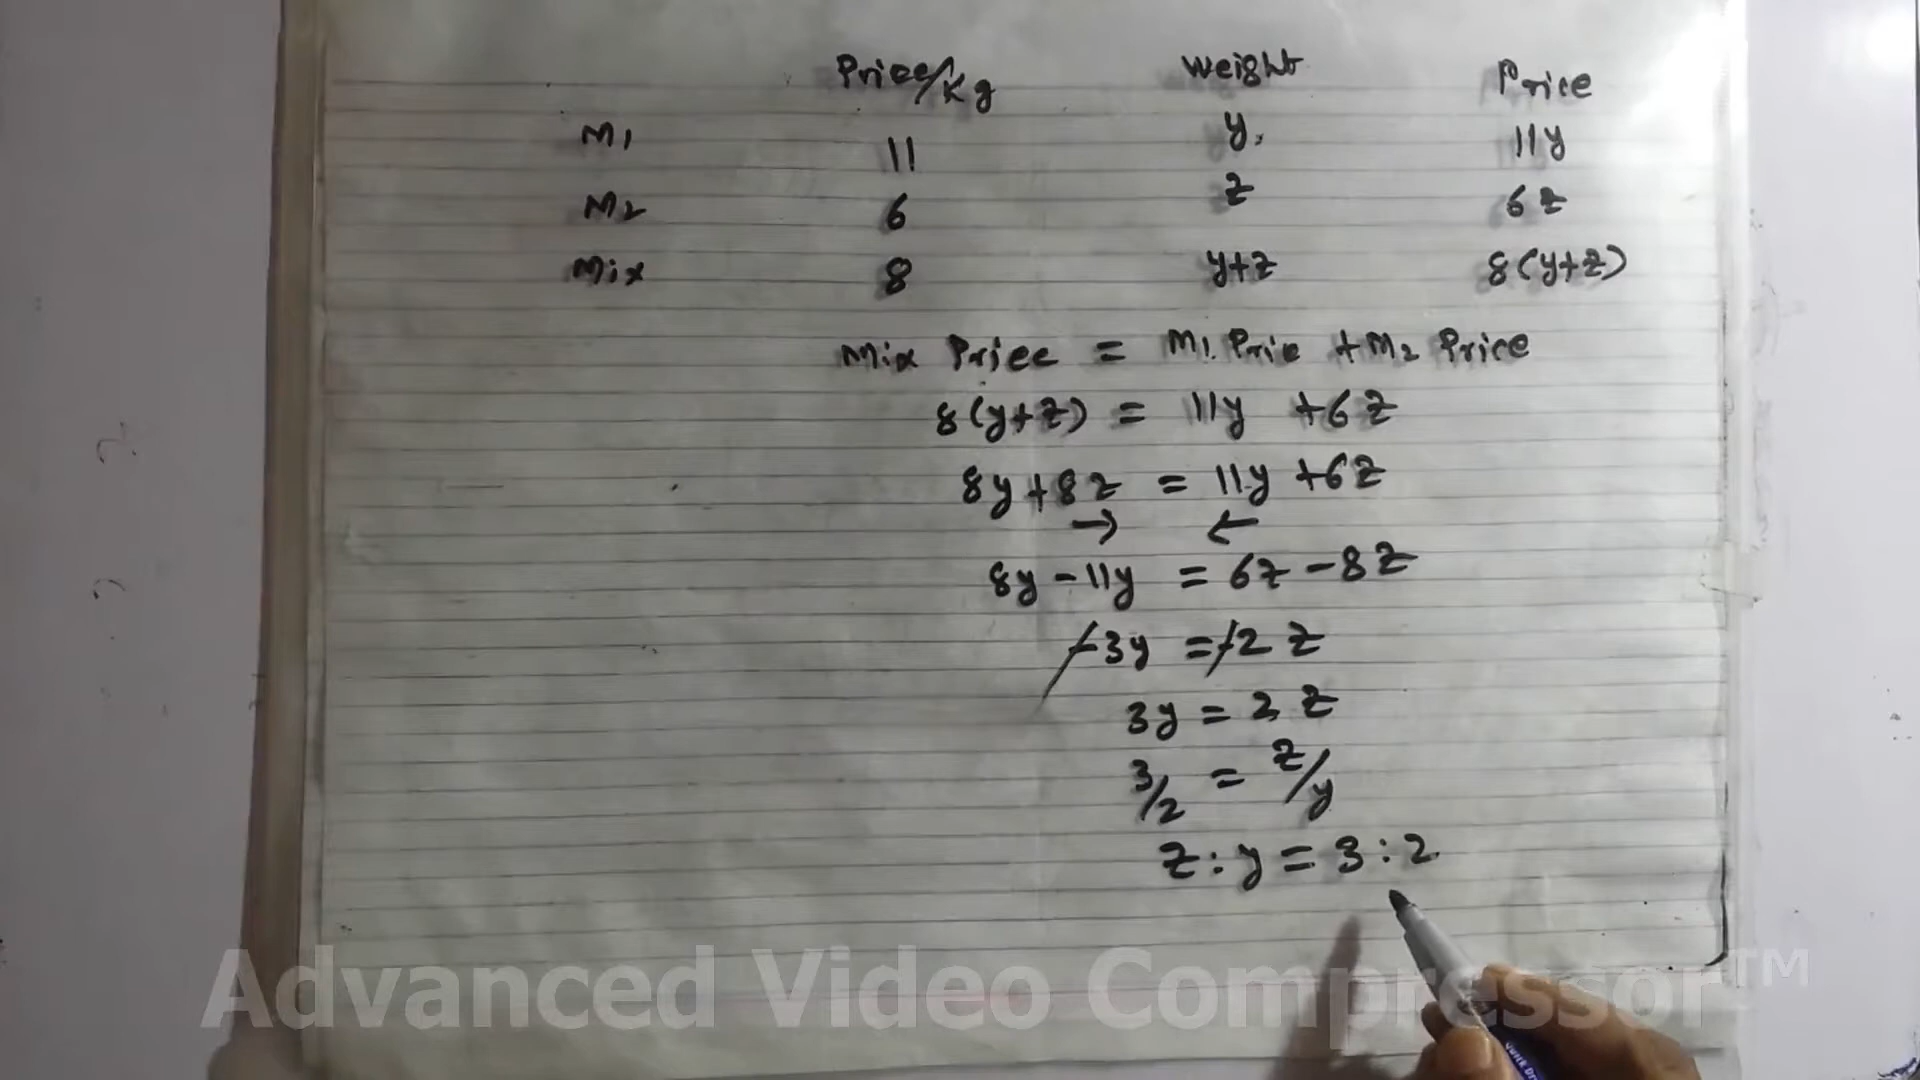 Price/Kg Weight Price
M1 11 y, 11y
M2 6 z 6z
Mix 8 y+z 8(y+z)
Mix Price = M1. Pric + M2 Price
8(y+z) = 11y +6z
8y+8z = 11y +6z
→ ←
8y-11y = 6z-8z
-3y = -2z
3y = 2z
3/2 = z/y
z:y = 3:2.
Advanced Video Compressor™